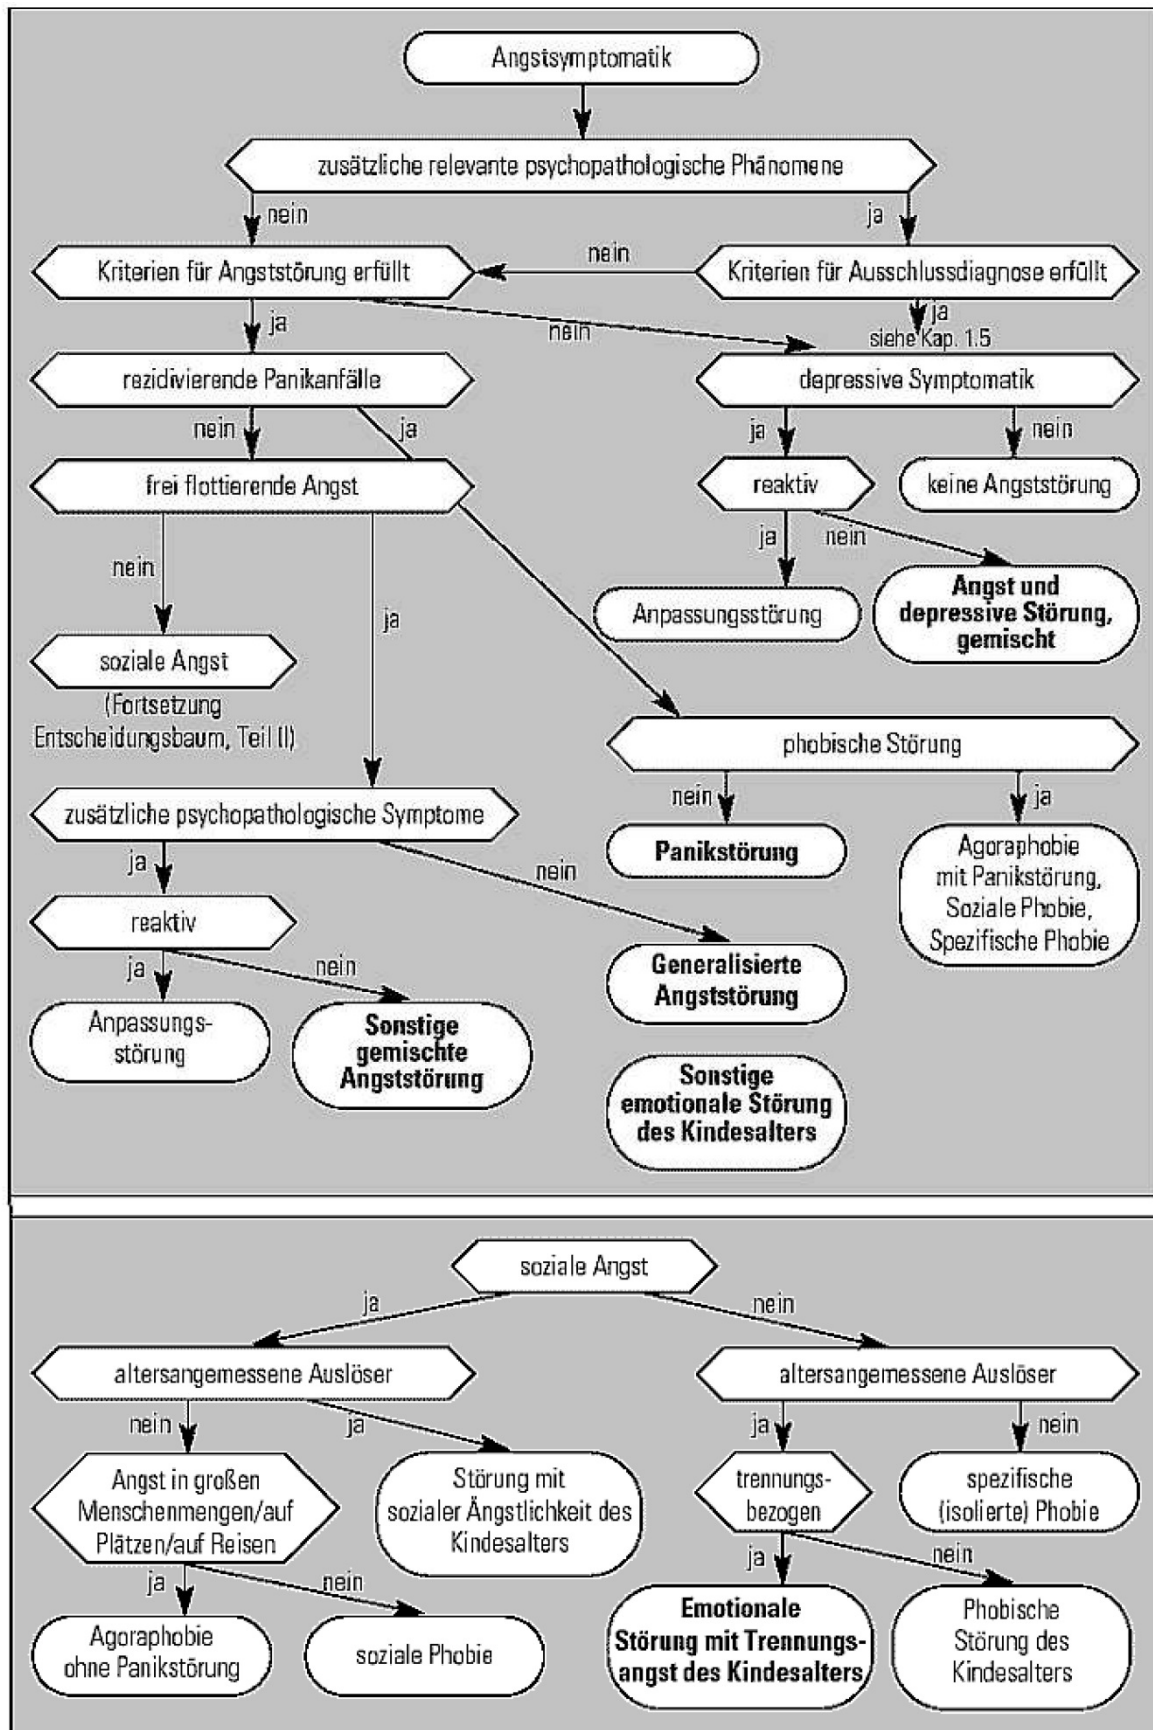 Angstsymptomatik
zusätzliche relevante psychopathologische Phänomene
nein
ja
Kriterien für Angststörung erfüllt
nein
Kriterien für Ausschlussdiagnose erfüllt
ja
nein
ja
siehe Kap. 1.5
rezidivierende Panikanfälle
depressive Symptomatik
nein
ja
ja
nein
frei flottierende Angst
reaktiv
keine Angststörung
nein
ja
ja
nein
Anpassungsstörung
Angst und
depressive Störung,
gemischt
soziale Angst
(Fortsetzung
Entscheidungsbaum, Teil II)
phobische Störung
nein
ja
zusätzliche psychopathologische Symptome
Panikstörung
Agoraphobie
mit Panikstörung,
Soziale Phobie,
Spezifische Phobie
ja
nein
reaktiv
Generalisierte
Angststörung
ja
nein
Anpassungs-
störung
Sonstige
gemischte
Angststörung
Sonstige
emotionale Störung
des Kindesalters
soziale Angst
ja
nein
altersangemessene Auslöser
altersangemessene Auslöser
nein
ja
ja
nein
Angst in großen
Menschenmengen/auf
Plätzen/auf Reisen
Störung mit
sozialer Ängstlichkeit des
Kindesalters
trennungs-
bezogen
spezifische
(isolierte) Phobie
ja
nein
ja
nein
Agoraphobie
ohne Panikstörung
soziale Phobie
Emotionale
Störung mit Trennungs-
angst des Kindesalters
Phobische
Störung des
Kindesalters